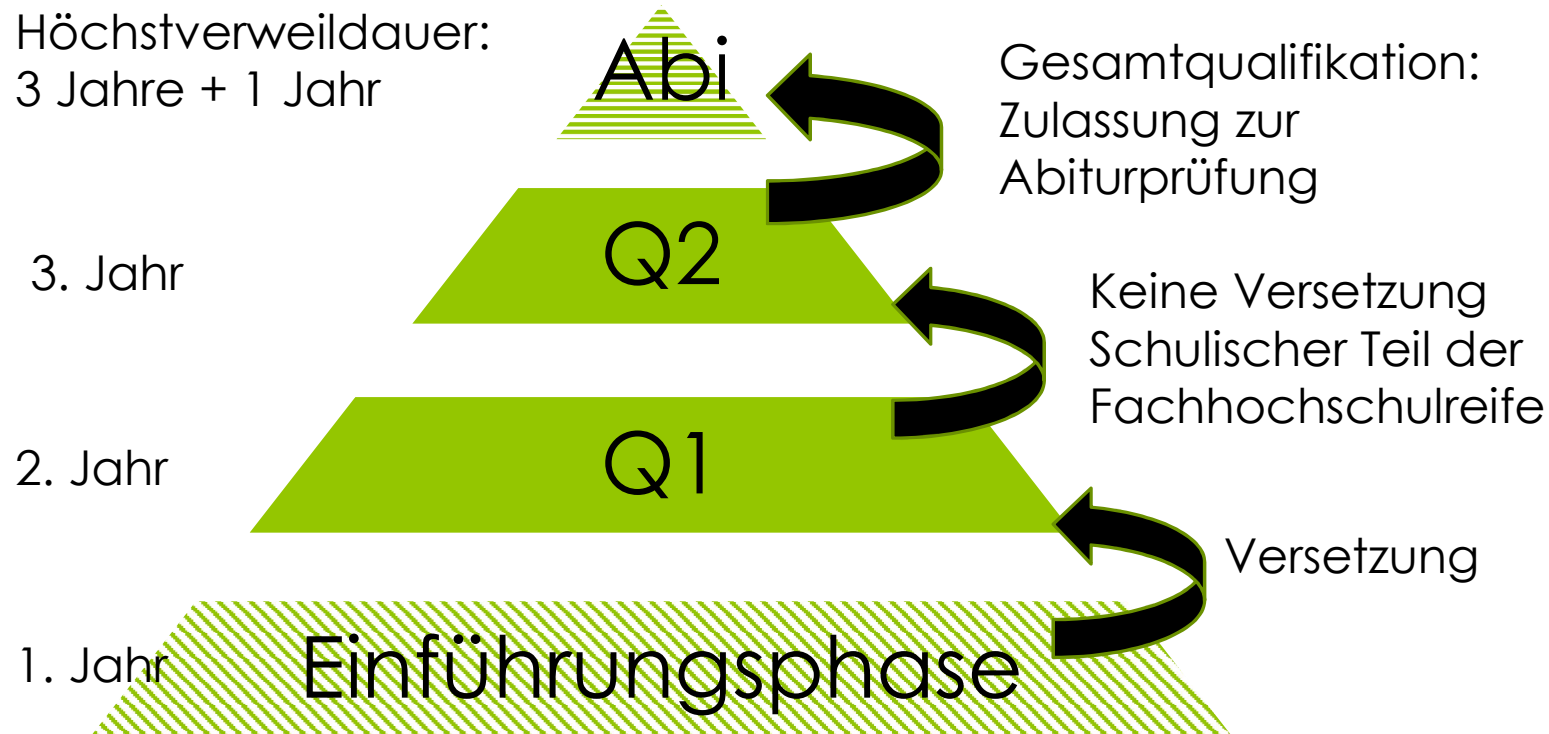 Höchstverweildauer:
3 Jahre + 1 Jahr
Abi
Gesamtqualifikation:
Zulassung zur
Abiturprüfung
3. Jahr
Q2
Keine Versetzung
Schulischer Teil der
Fachhochschulreife
2. Jahr
Q1
Versetzung
1. Jahr
Einführungsphase